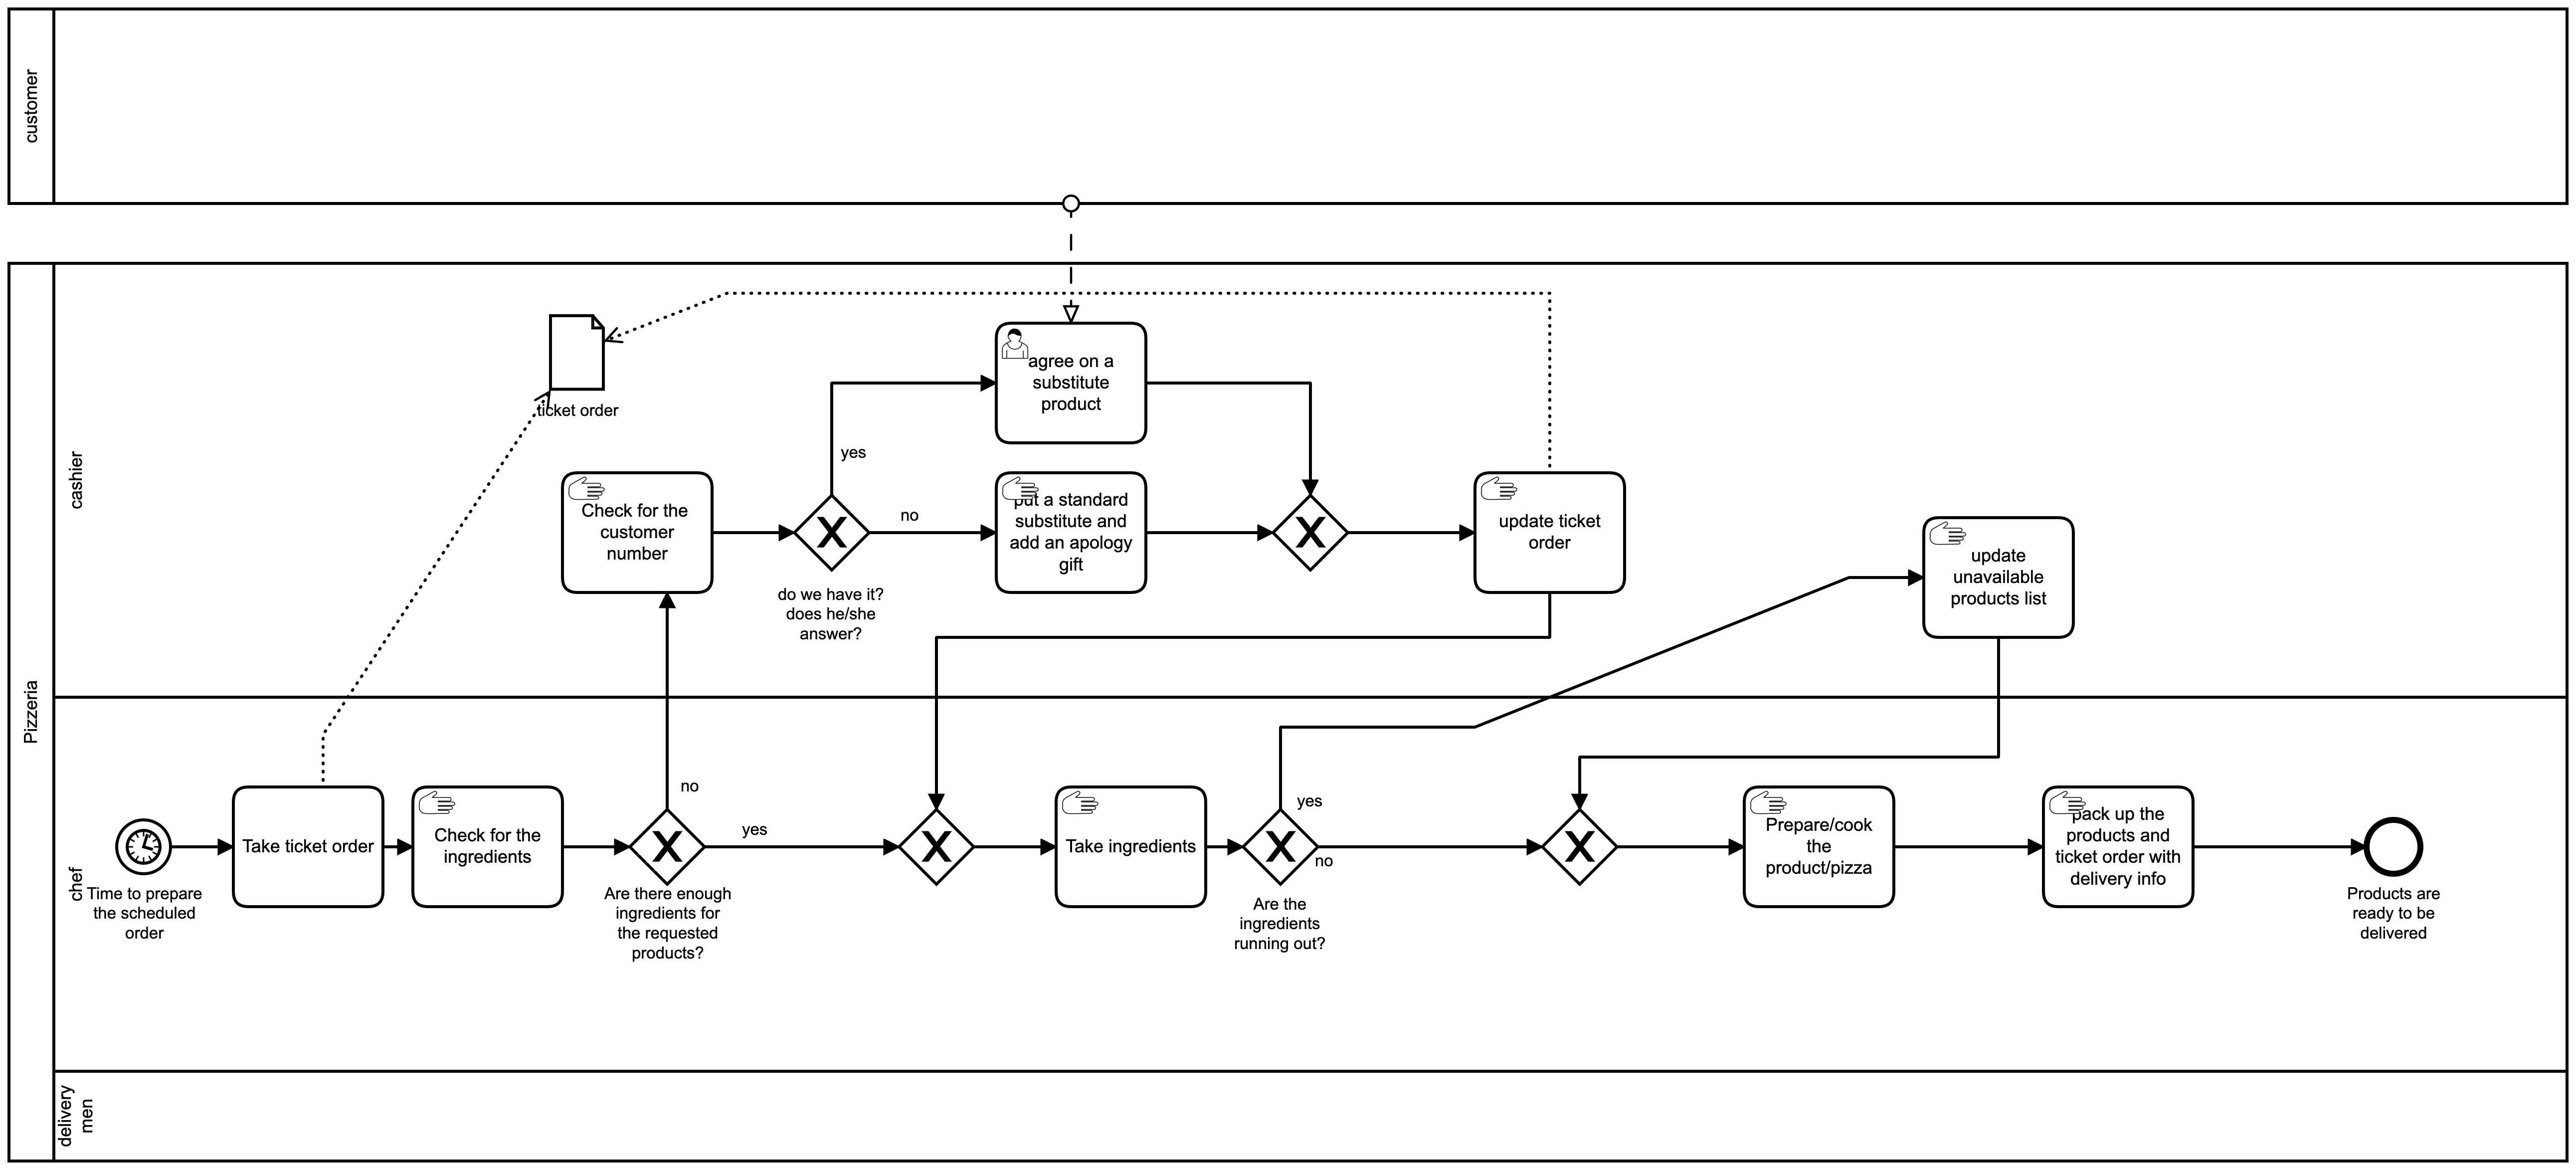 customer
Pizzeria
cashier
ticket order
agree on a
substitute
product
yes
Check for the
customer
number
no
put a standard
substitute and
add an apology
gift
update ticket
order
do we have it?
does he/she
answer?
update
unavailable
products list
chef
Time to prepare
the scheduled
order
Take ticket order
Check for the
ingredients
no
yes
Are there enough
ingredients for
the requested
products?
Take ingredients
yes
no
Are the
ingredients
running out?
Prepare/cook
the
product/pizza
pack up the
products and
ticket order with
delivery info
Products are
ready to be
delivered
delivery
men